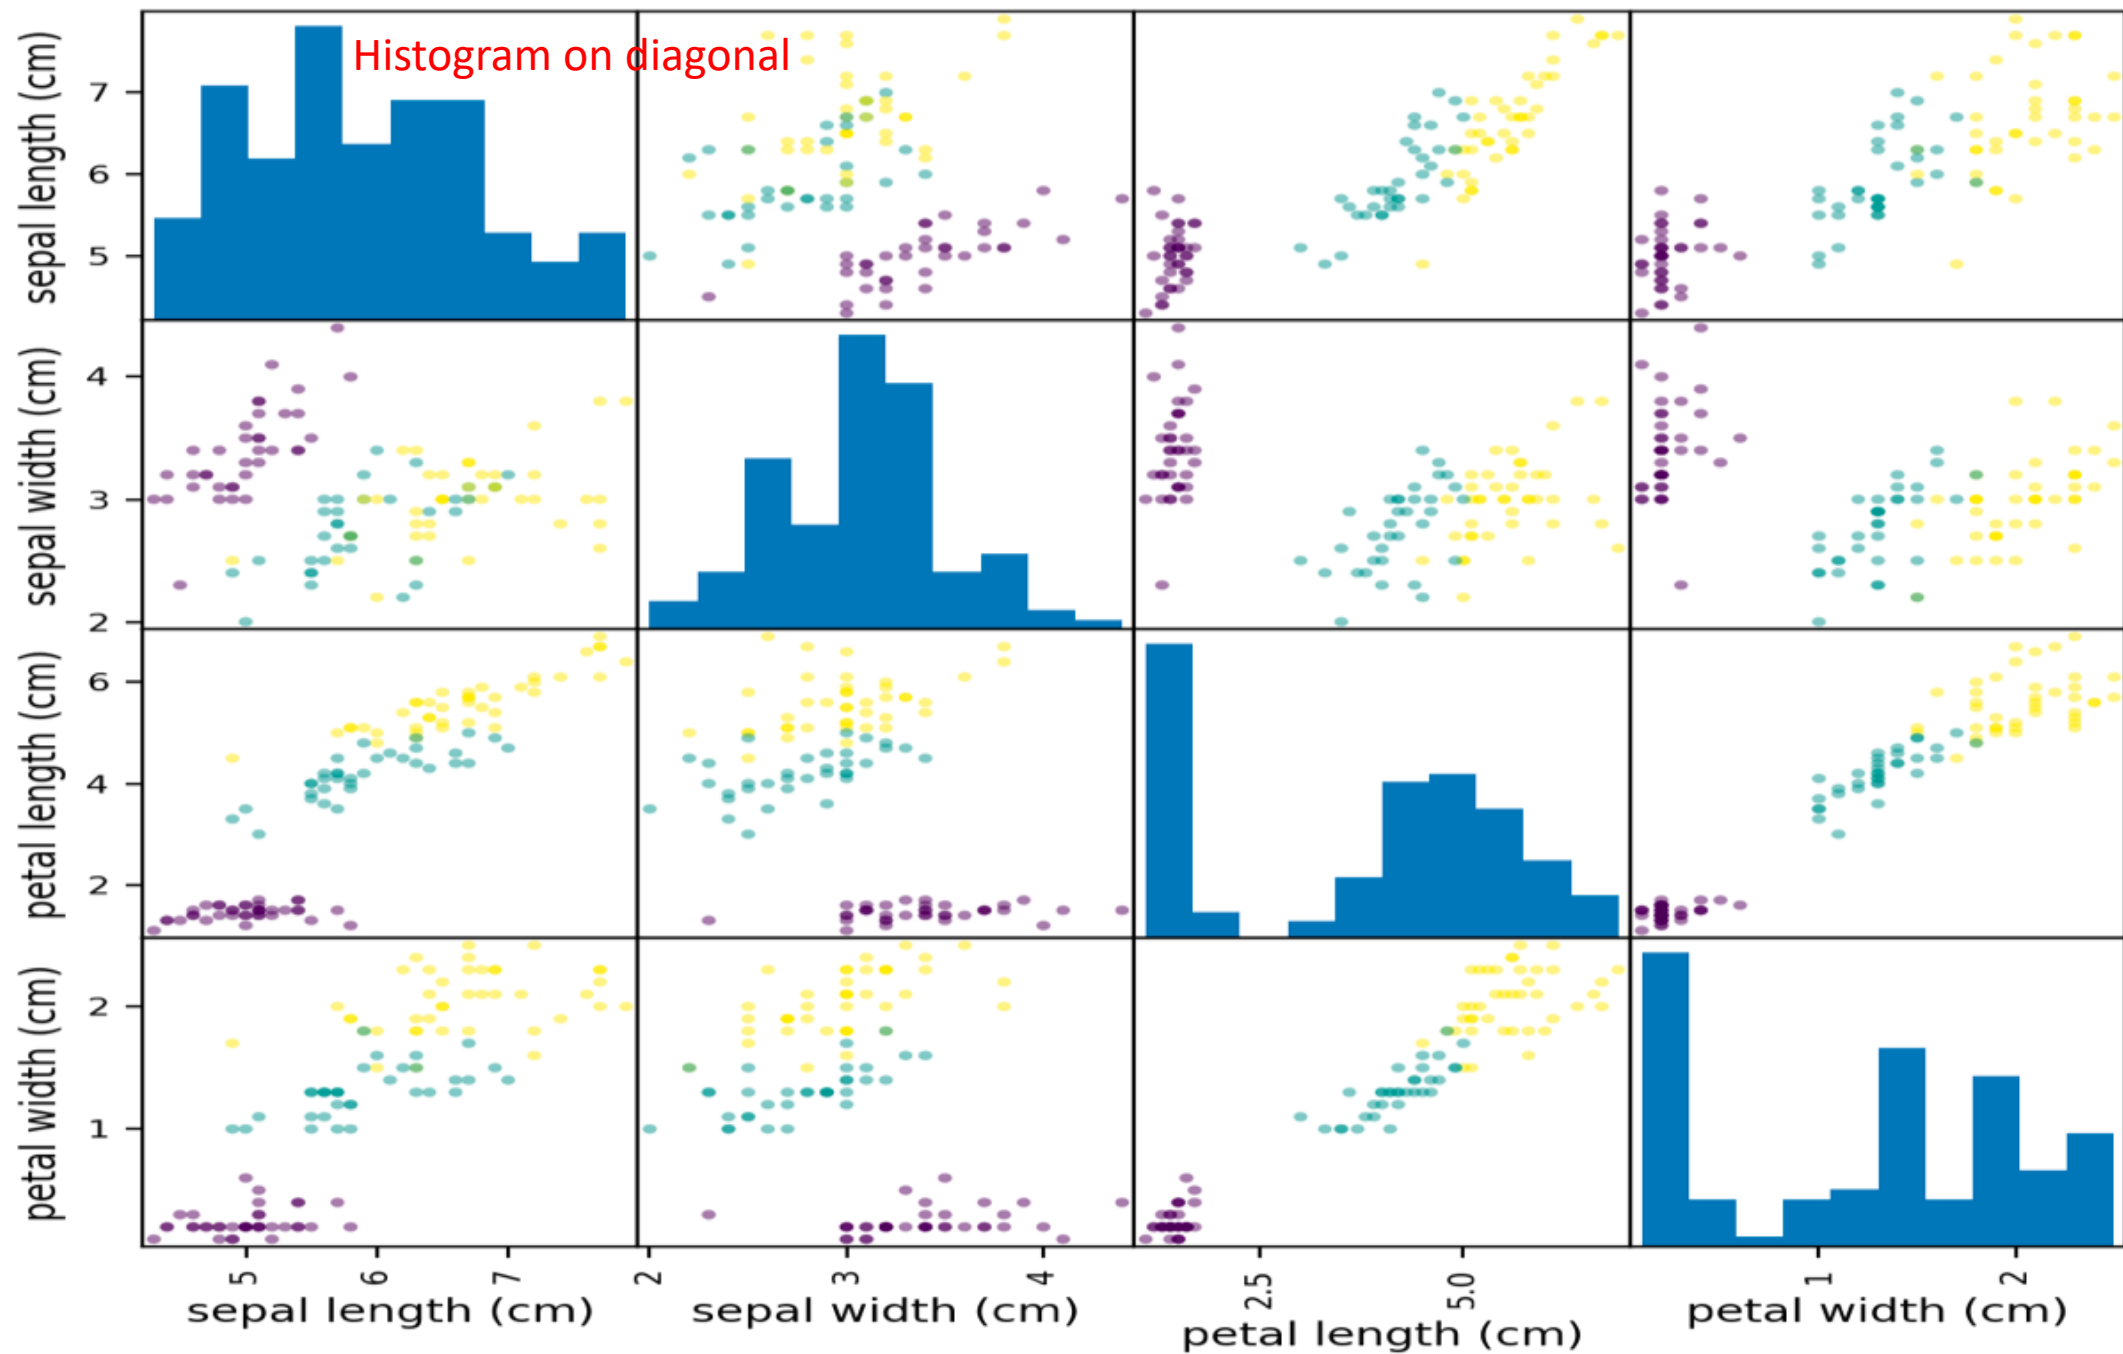 Histogram on diagonal
sepal length (cm)
7
6
5
sepal width (cm)
4
3
2
petal length (cm)
6
4
2
petal width (cm)
2
1
5 6 7
2 3 4
2.5 5.0
1 2
sepal length (cm)
sepal width (cm)
petal length (cm)
petal width (cm)